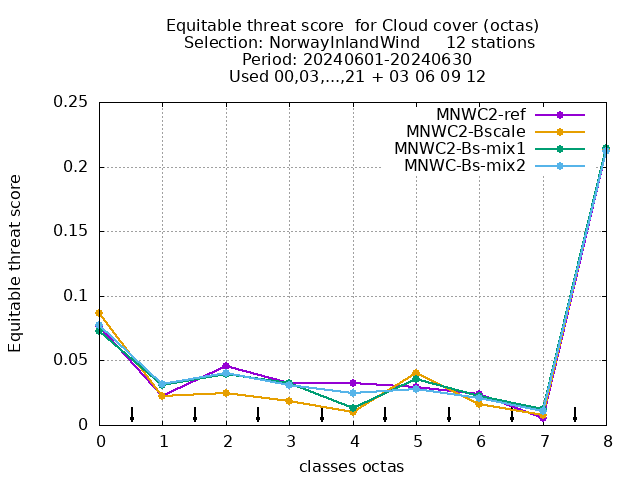 Equitable threat score  for Cloud cover (octas)
Selection: NorwayInlandWind     12 stations
Period: 20240601-20240630
Used 00,03,...,21 + 03 06 09 12
MNWC2-ref
MNWC2-Bscale
MNWC2-Bs-mix1
MNWC-Bs-mix2
Equitable threat score
0.25
0.2
0.15
0.1
0.05
0
0 1 2 3 4 5 6 7 8
classes octas